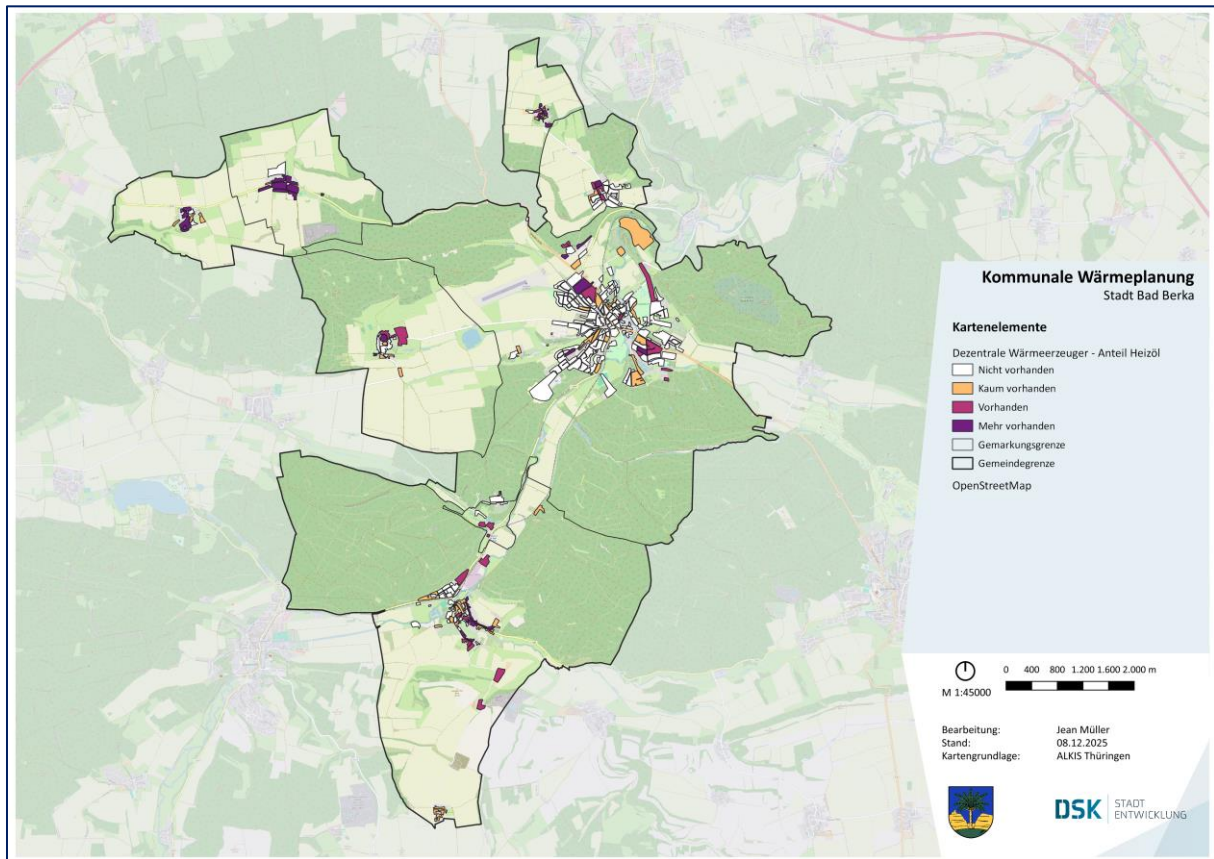 Kommunale Wärmeplanung
Stadt Bad Berka
Kartenelemente
Dezentrale Wärmeerzeuger - Anteil Heizöl
Nicht vorhanden
Kaum vorhanden
Vorhanden
Mehr vorhanden
Gemarkungsgrenze
Gemeindegrenze
OpenStreetMap
0 400 800 1.200 1.600 2.000 m
M 1:45000
Bearbeitung: Jean Müller
Stand: 08.12.2025
Kartengrundlage: ALKIS Thüringen
DSK STADT
ENTWICKLUNG